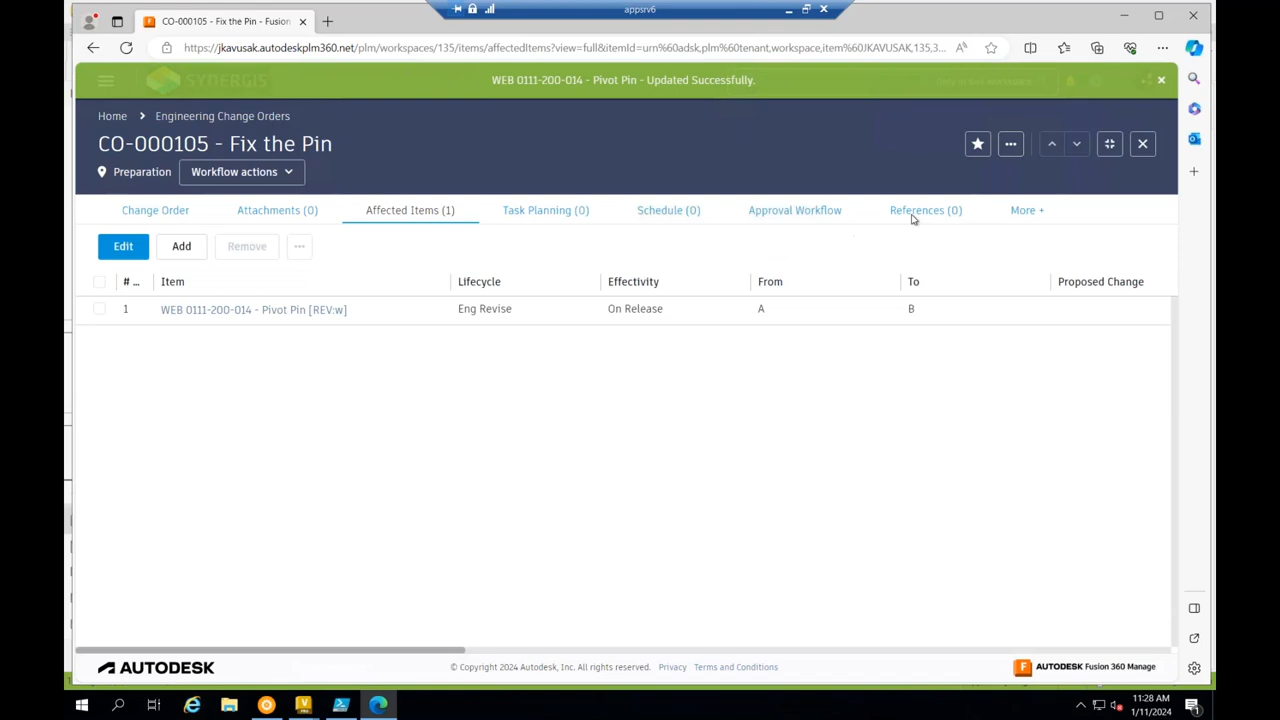 appsrv6
CO-000105 - Fix the Pin - Fusion
https://jkavusak.autodeskplm360.net/plm/workspaces/135/items/affectedItems?view=full&itemId=urn%60adsk,plm%60tenant,workspace,item%60JKAVUSAK,135,3...
SYNERGIS
WEB 0111-200-014 - Pivot Pin - Updated Successfully.
Home > Engineering Change Orders
CO-000105 - Fix the Pin
Preparation Workflow actions
Change Order Attachments (0) Affected Items (1) Task Planning (0) Schedule (0) Approval Workflow References (0) More +
Edit Add Remove
# ... Item Lifecycle Effectivity From To Proposed Change
1 WEB 0111-200-014 - Pivot Pin [REV:w] Eng Revise On Release A B
AUTODESK © Copyright 2024 Autodesk, Inc. All rights reserved. Privacy Terms and Conditions AUTODESK Fusion 360 Manage
11:28 AM
1/11/2024